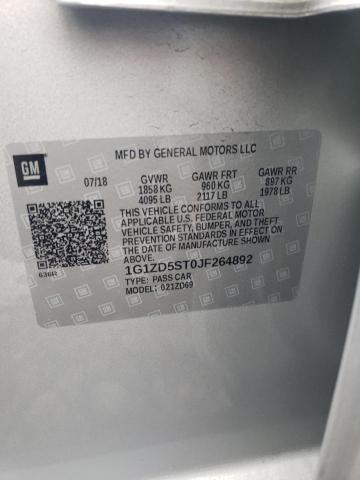 GM
MFD BY GENERAL MOTORS LLC
07/18 GVWR GAWR FRT GAWR RR
1858 KG 960 KG 897 KG
4095 LB 2117 LB 1978 LB
THIS VEHICLE CONFORMS TO ALL
APPLICABLE U.S. FEDERAL MOTOR
VEHICLE SAFETY, BUMPER, AND THEFT
PREVENTION STANDARDS IN EFFECT ON
THE DATE OF MANUFACTURE SHOWN
ABOVE.
1G1ZD5ST0JF264892
TYPE: PASS CAR
MODEL: 021ZD69